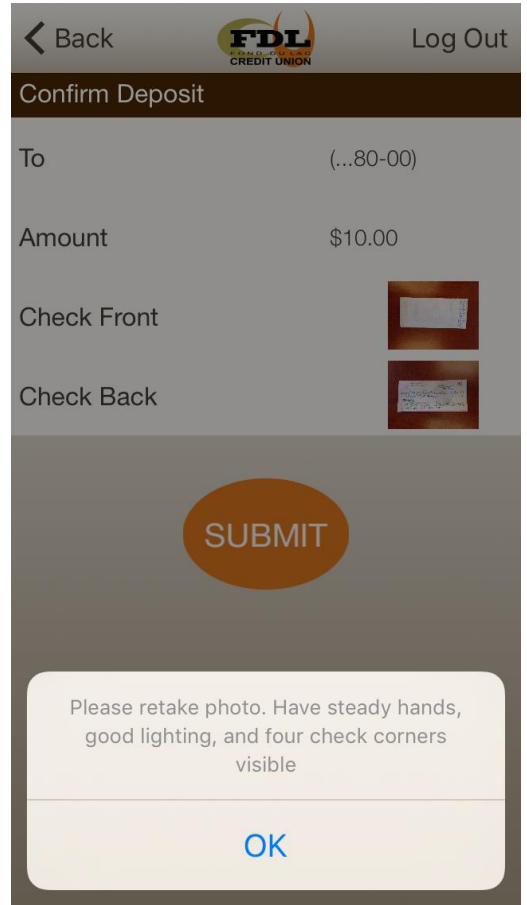 Back
FDL
FOND DU LAC
CREDIT UNION
Log Out
Confirm Deposit
To (...80-00)
Amount $10.00
Check Front
Check Back
SUBMIT
Please retake photo. Have steady hands,
good lighting, and four check corners
visible
OK